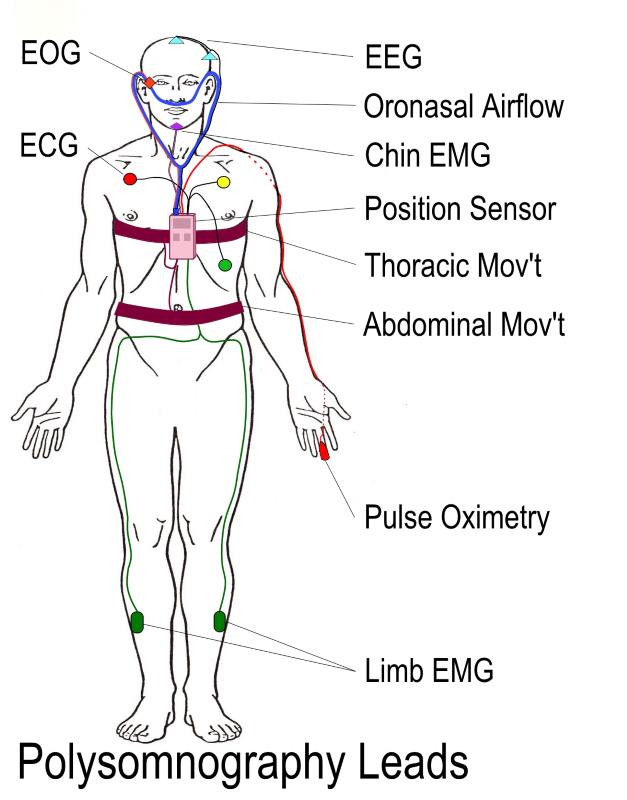 EOG
EEG
Oronasal Airflow
ECG
Chin EMG
Position Sensor
Thoracic Mov't
Abdominal Mov't
Pulse Oximetry
Limb EMG
Polysomnography Leads